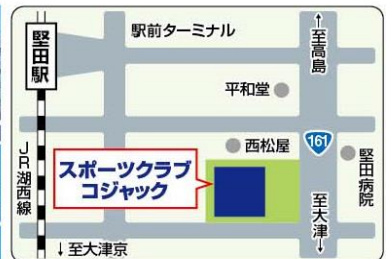 堅田駅
駅前ターミナル
↑至高島
平和堂
西松屋
161
堅田病院
JR湖西線
スポーツクラブ
コジャック
至大津↓
↓至大津京